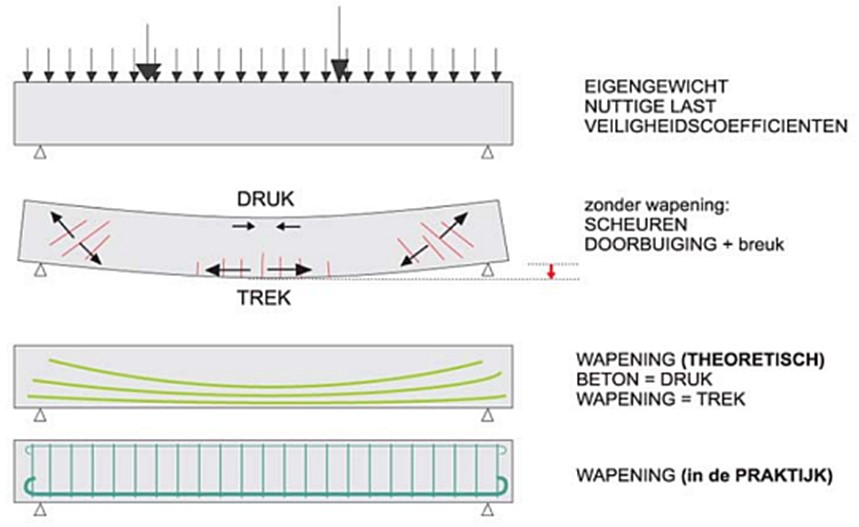 EIGENGEWICHT
NUTTIGE LAST
VEILIGHEIDSCOEFFICIENTEN
DRUK
zonder wapening:
SCHEUREN
DOORBUIGING + breuk
TREK
WAPENING (THEORETISCH)
BETON = DRUK
WAPENING = TREK
WAPENING (in de PRAKTIJK)